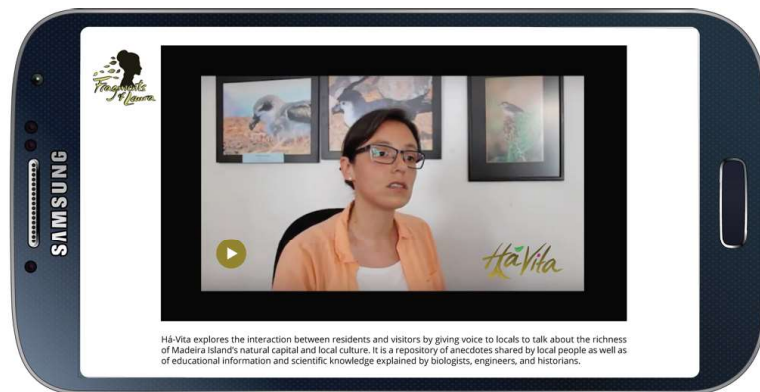 Fragments
of Laura
SAMSUNG
Há-Vita
Há-Vita explores the interaction between residents and visitors by giving voice to locals to talk about the richness
of Madeira Island's natural capital and local culture. It is a repository of anecdotes shared by local people as well as
of educational information and scientific knowledge explained by biologists, engineers, and historians.